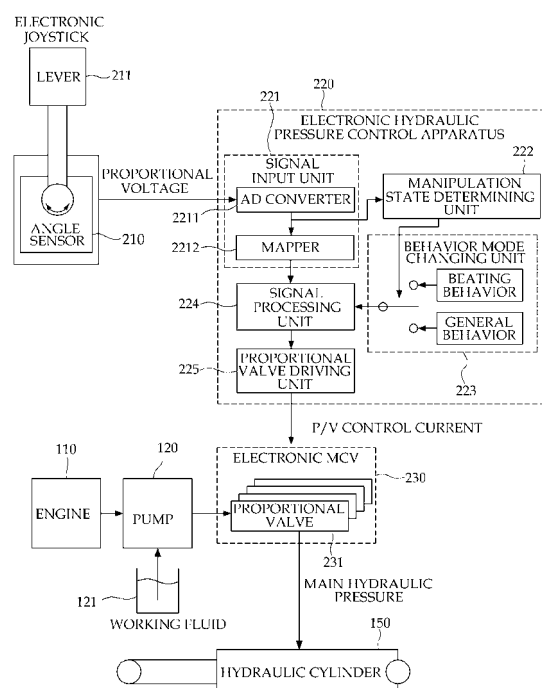 ELECTRONIC
JOYSTICK
LEVER
211
220
221
ELECTRONIC HYDRAULIC
PRESSURE CONTROL APPARATUS
222
SIGNAL
INPUT UNIT
PROPORTIONAL
VOLTAGE
MANIPULATION
STATE DETERMINING
UNIT
AD CONVERTER
2211
ANGLE
SENSOR
210
2212
MAPPER
BEHAVIOR MODE
CHANGING UNIT
BEATING
BEHAVIOR
224
SIGNAL
PROCESSING
UNIT
GENERAL
BEHAVIOR
225
PROPORTIONAL
VALVE DRIVING
UNIT
223
P/V CONTROL CURRENT
110
120
ELECTRONIC MCV
230
ENGINE
PUMP
PROPORTIONAL
VALVE
231
121
MAIN HYDRAULIC
PRESSURE
WORKING FLUID
150
HYDRAULIC CYLINDER